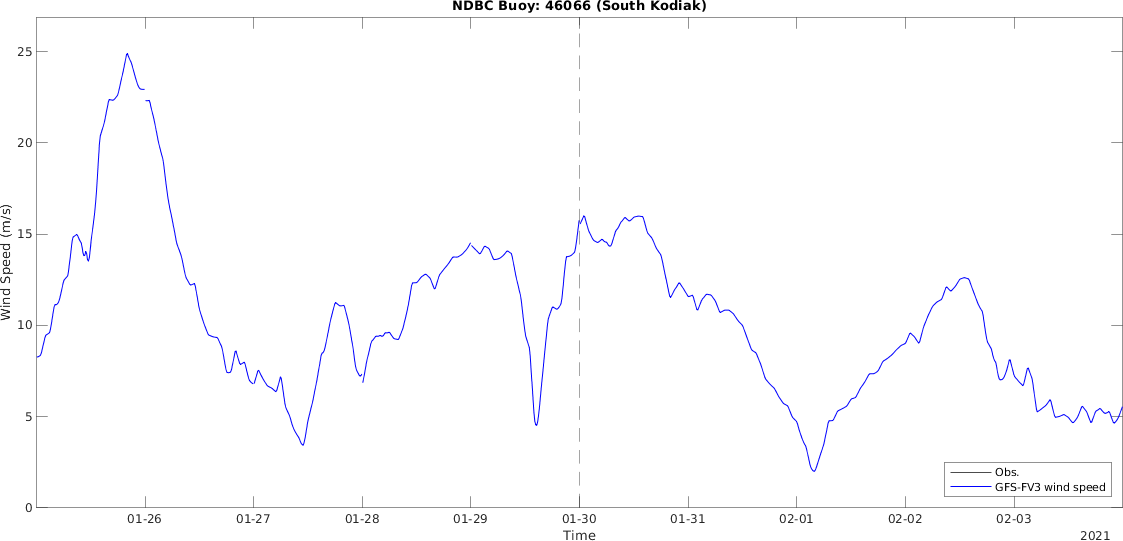 NDBC Buoy: 46066 (South Kodiak)
Wind Speed (m/s)
25
20
15
10
5
0
01-26 01-27 01-28 01-29 01-30 01-31 02-01 02-02 02-03
Time
2021
Obs.
GFS-FV3 wind speed